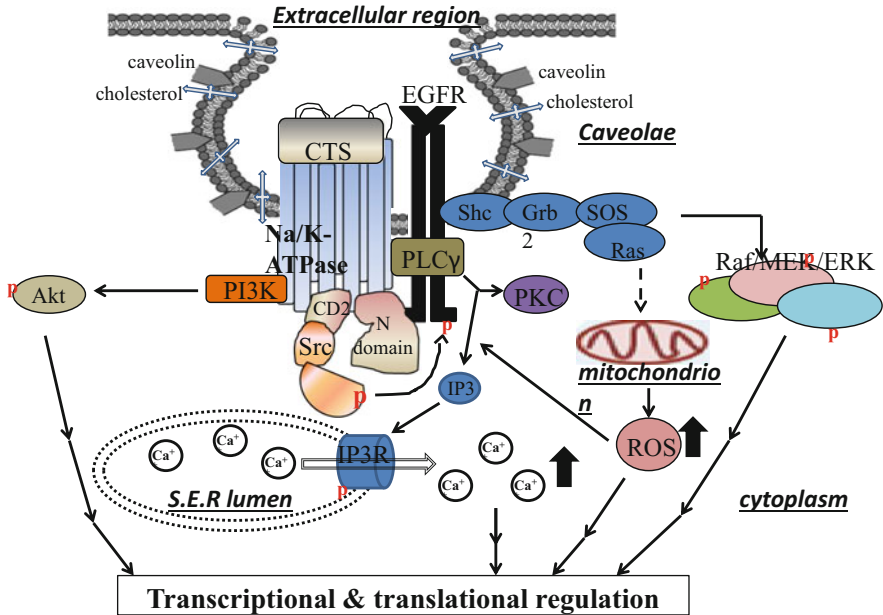 Extracellular region
caveolin
cholesterol
caveolin
cholesterol
EGFR
Caveolae
CTS
Shc
Grb
2
SOS
Ras
Na/K-
ATPase
PLCγ
Raf/MEK/ERK
p
p
p
p
Akt
PI3K
PKC
CD2
N
domain
p
Src
p
IP3
mitochondrio
n
ROS
Ca+
Ca+
Ca+
IP3R
p
Ca+
Ca+
Ca+
S.E.R lumen
cytoplasm
Transcriptional & translational regulation